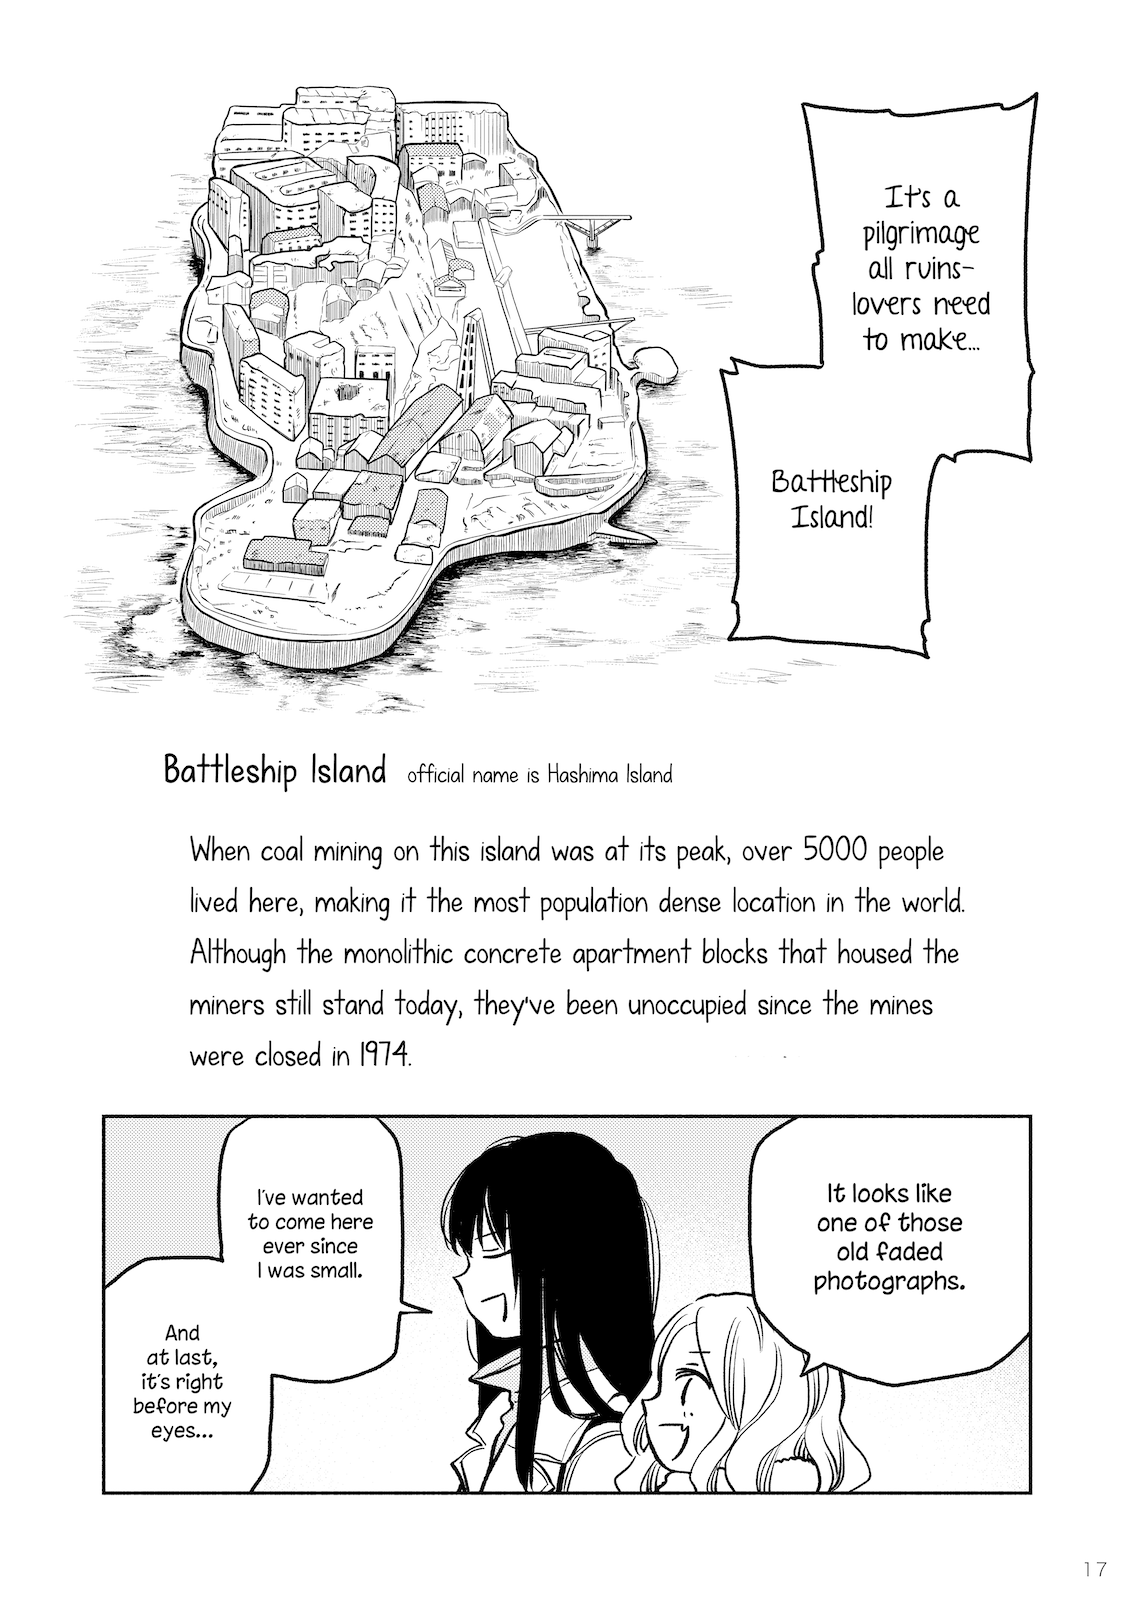 It's a
pilgrimage
all ruins-
lovers need
to make...
Battleship
Island!
Battleship Island official name is Hashima Island
When coal mining on this island was at its peak, over 5000 people
lived here, making it the most population dense location in the world.
Although the monolithic concrete apartment blocks that housed the
miners still stand today, they've been unoccupied since the mines
were closed in 1974.
It looks like
one of those
old faded
photographs.
I've wanted
to come here
ever since
I was small.
And
at last,
it's right
before my
eyes...
17